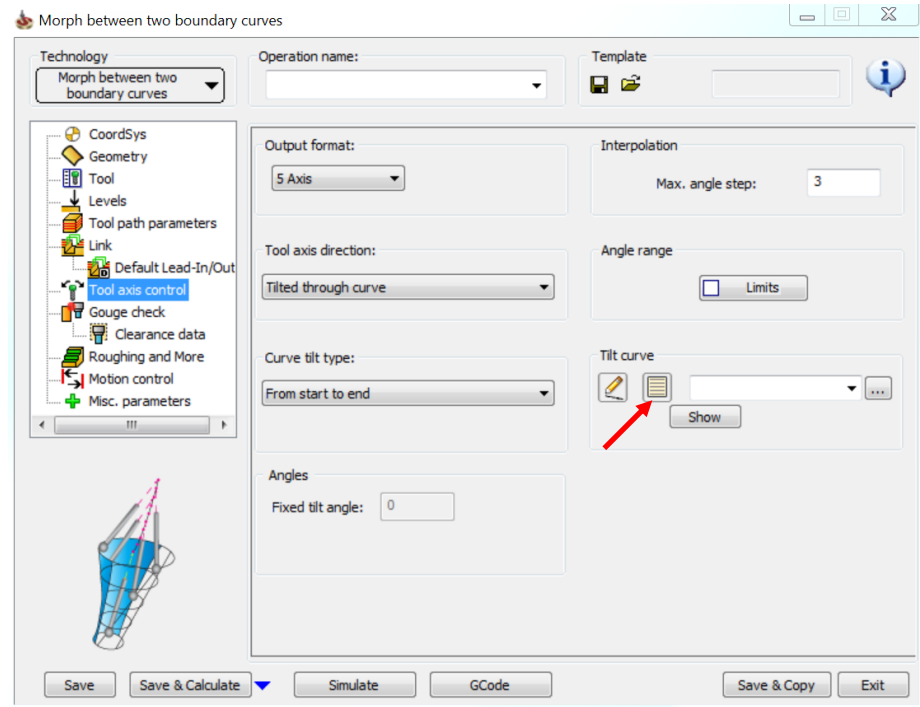 Morph between two boundary curves
Technology
Morph between two
boundary curves
Operation name:
Template
CoordSys
Geometry
Tool
Levels
Tool path parameters
Link
Default Lead-In/Out
Tool axis control
Gouge check
Clearance data
Roughing and More
Motion control
Misc. parameters
Output format:
5 Axis
Interpolation
Max. angle step:
3
Tool axis direction:
Tilted through curve
Angle range
Limits
Curve tilt type:
From start to end
Tilt curve
...
Show
Angles
Fixed tilt angle:
0
Save
Save & Calculate
Simulate
GCode
Save & Copy
Exit